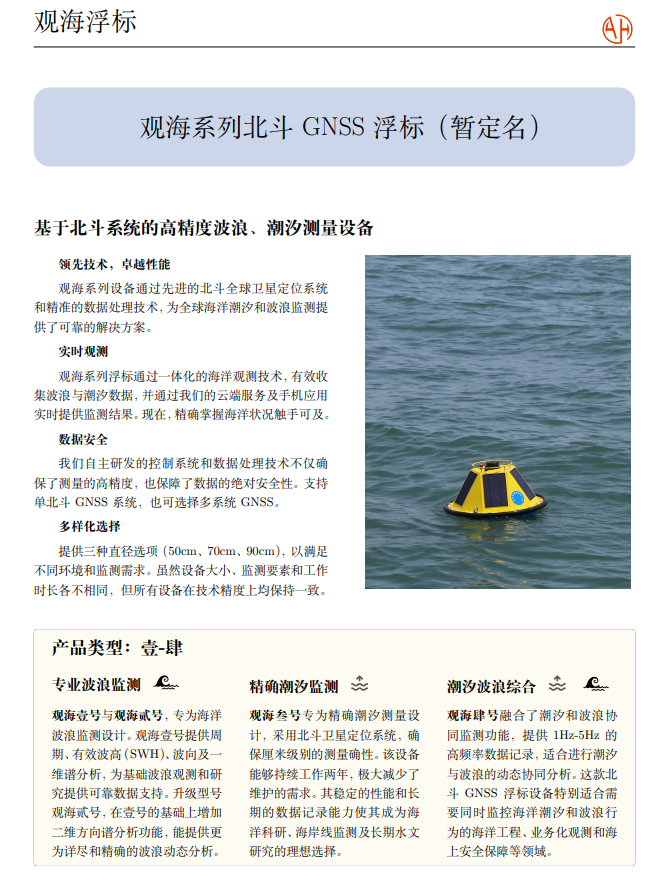 观海浮标
AH
观海系列北斗 GNSS 浮标（暂定名）
基于北斗系统的高精度波浪、潮汐测量设备
领先技术，卓越性能
观海系列设备通过先进的北斗全球卫星定位系统
和精准的数据处理技术，为全球海洋潮汐和波浪监测提
供了可靠的解决方案。
实时观测
观海系列浮标通过一体化的海洋观测技术，有效收
集波浪与潮汐数据，并通过我们的云端服务及手机应用
实时提供监测结果。现在，精确掌握海洋状况触手可及。
数据安全
我们自主研发的控制系统和数据处理技术不仅确
保了测量的高精度，也保障了数据的绝对安全性。支持
单北斗 GNSS 系统，也可选择多系统 GNSS。
多样化选择
提供三种直径选项（50cm、70cm、90cm），以满足
不同环境和监测需求。虽然设备大小、监测要素和工作
时长各不相同，但所有设备在技术精度上均保持一致。
产品类型：壹-肆
专业波浪监测
观海壹号与观海贰号，专为海洋
波浪监测设计。观海壹号提供周
期、有效波高（SWH）、波向及一
维谱分析，为基础波浪观测和研
究提供可靠数据支持。升级型号
观海贰号，在壹号的基础上增加
二维方向谱分析功能，能提供更
为详尽和精确的波浪动态分析。
精确潮汐监测
观海叁号专为精确潮汐测量设
计，采用北斗卫星定位系统，确
保厘米级别的测量确性。该设备
能够持续工作两年，极大减少了
维护的需求。其稳定的性能和长
期的数据记录能力使其成为海
洋科研、海岸线监测及长期水文
研究的理想选择。
潮汐波浪综合
观海肆号融合了潮汐和波浪协
同监测功能，提供 1Hz-5Hz 的
高频率数据记录，适合进行潮汐
与波浪的动态协同分析。这款北
斗 GNSS 浮标设备特别适合需
要同时监控海洋潮汐和波浪行
为的海洋工程、业务化观测和海
上安全保障等领域。